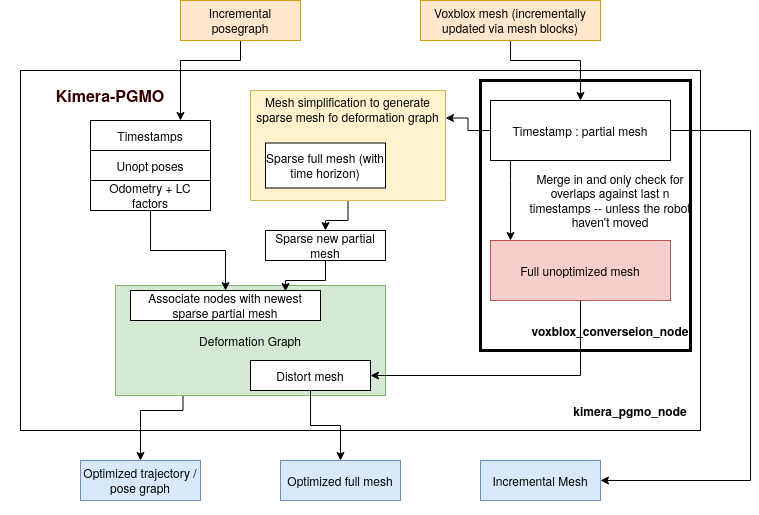 Incremental
posegraph
Voxblox mesh (incrementally
updated via mesh blocks)
Kimera-PGMO
Timestamps
Unopt poses
Odometry + LC
factors
Mesh simplification to generate
sparse mesh fo deformation graph
Sparse full mesh (with
time horizon)
Sparse new partial
mesh
Timestamp : partial mesh
Merge in and only check for
overlaps against last n
timestamps -- unless the robot
haven't moved
Full unoptimized mesh
voxblox_converseion_node
Associate nodes with newest
sparse partial mesh
Deformation Graph
Distort mesh
kimera_pgmo_node
Optimized trajectory /
pose graph
Optimized full mesh
Incremental Mesh